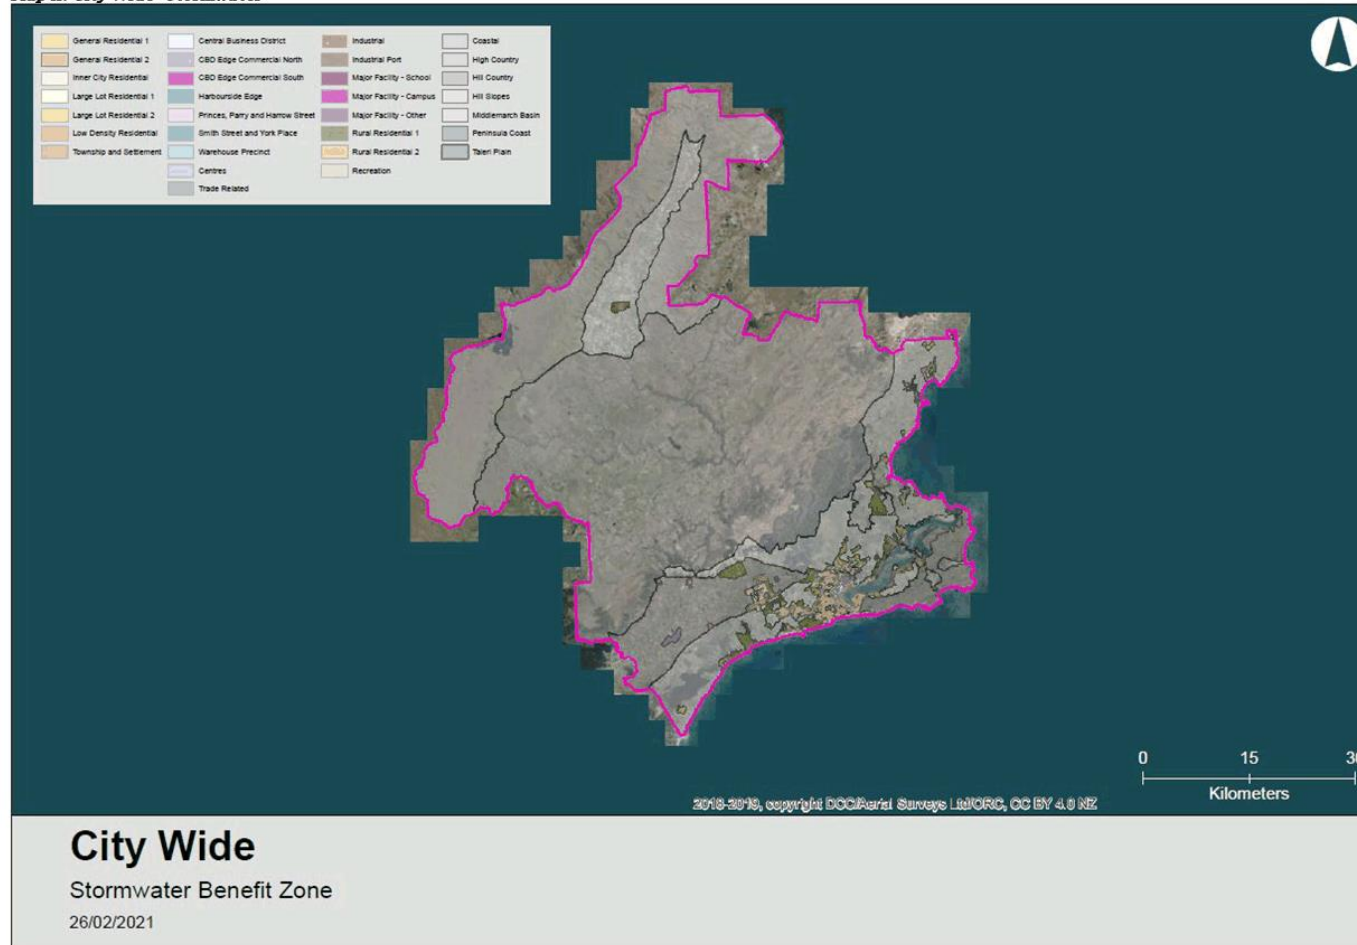 General Residential 1
General Residential 2
Inner City Residential
Large Lot Residential 1
Large Lot Residential 2
Low Density Residential
Township and Settlement
Central Business District
CBD Edge Commercial North
CBD Edge Commercial South
Harbourside Edge
Princes, Parry and Harrow Street
Smith Street and York Place
Warehouse Precinct
Centres
Trade Related
Industrial
Industrial Port
Major Facility - School
Major Facility - Campus
Major Facility - Other
Rural Residential 1
Rural Residential 2
Recreation
Coastal
High Country
Hill Country
Hill Slopes
Middlemarch Basin
Peninsula Coast
Taieri Plain
0 15 30
Kilometers
2018-2019, copyright DCC/Aerial Surveys Ltd/ORC, CC BY 4.0 NZ
City Wide
Stormwater Benefit Zone
26/02/2021